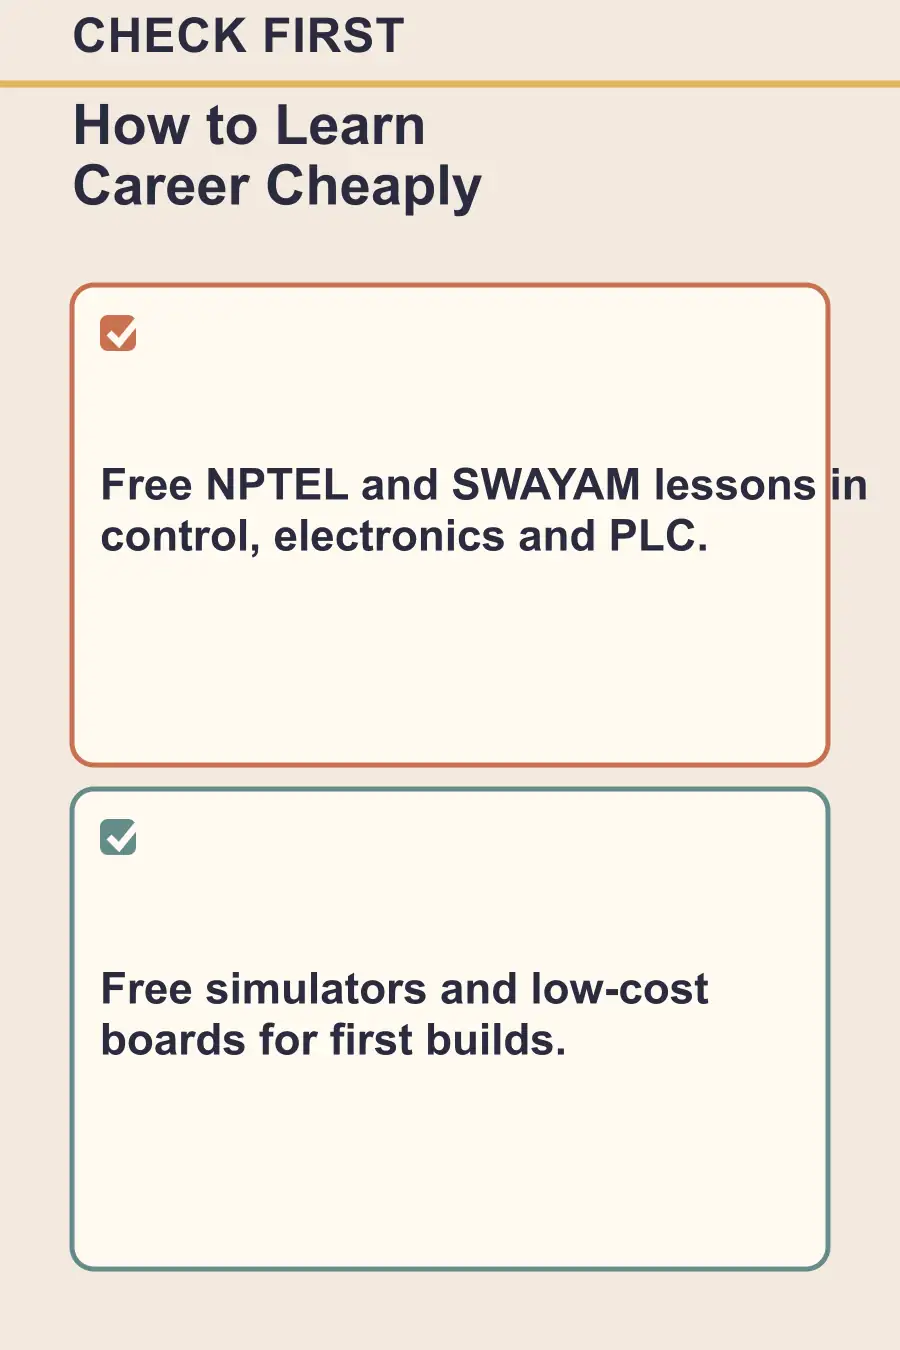 CHECK FIRST
How to Learn
Career Cheaply
Free NPTEL and SWAYAM lessons in
control, electronics and PLC.
Free simulators and low-cost
boards for first builds.